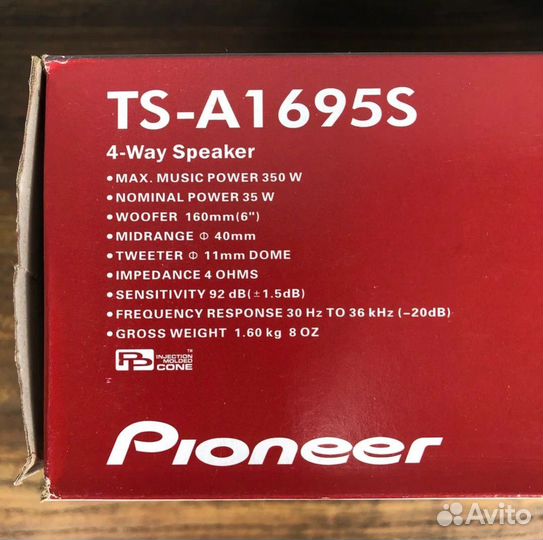 TS-A1695S
4-Way Speaker
• MAX. MUSIC POWER 350 W
• NOMINAL POWER 35 W
• WOOFER 160mm(6")
• MIDRANGE Φ 40mm
• TWEETER Φ 11mm DOME
• IMPEDANCE 4 OHMS
• SENSITIVITY 92 dB(±1.5dB)
• FREQUENCY RESPONSE 30 Hz TO 36 kHz (−20dB)
• GROSS WEIGHT 1.60 kg 8 OZ
INJECTION ™
MOLDED
CONE
Pioneer
Avito